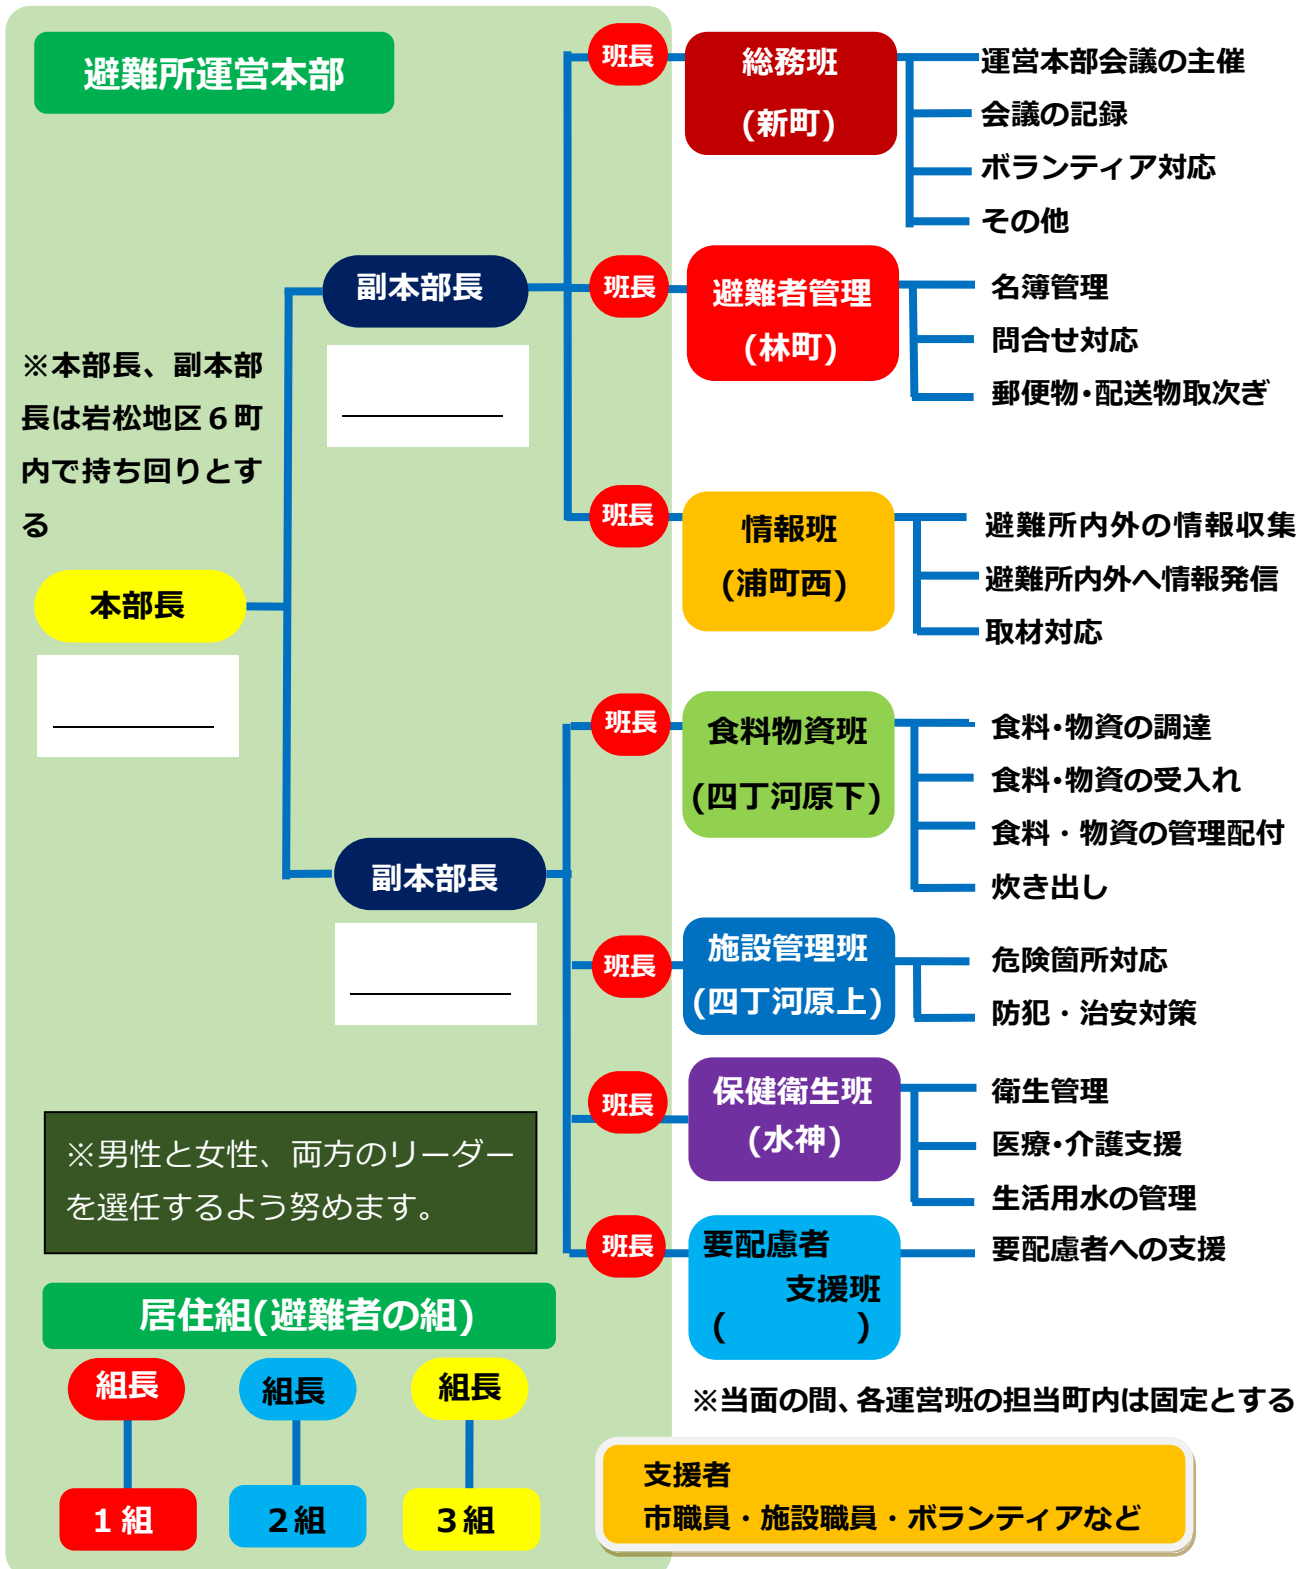 避難所運営本部
※本部長、副本部
長は岩松地区６町
内で持ち回りとす
る
本部長
副本部長
副本部長
班長
総務班
(新町)
運営本部会議の主催
会議の記録
ボランティア対応
その他
班長
避難者管理
(林町)
名簿管理
問合せ対応
郵便物・配送物取次ぎ
班長
情報班
(浦町西)
避難所内外の情報収集
避難所内外へ情報発信
取材対応
班長
食料物資班
(四丁河原下)
食料・物資の調達
食料・物資の受入れ
食料・物資の管理配付
炊き出し
班長
施設管理班
(四丁河原上)
危険箇所対応
防犯・治安対策
班長
保健衛生班
(水神)
衛生管理
医療・介護支援
生活用水の管理
班長
要配慮者
支援班
(　　　　)
要配慮者への支援
※男性と女性、両方のリーダー
を選任するよう努めます。
居住組(避難者の組)
組長
組長
組長
１組
２組
３組
※当面の間、各運営班の担当町内は固定とする
支援者
市職員・施設職員・ボランティアなど